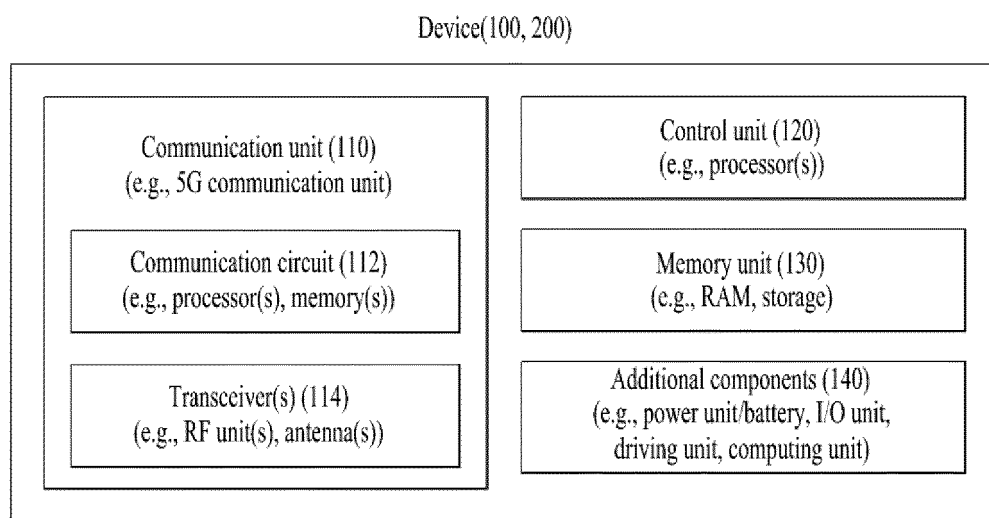 Device(100, 200)
Communication unit (110)
(e.g., 5G communication unit)
Communication circuit (112)
(e.g., processor(s), memory(s))
Transceiver(s) (114)
(e.g., RF unit(s), antenna(s))
Control unit (120)
(e.g., processor(s))
Memory unit (130)
(e.g., RAM, storage)
Additional components (140)
(e.g., power unit/battery, I/O unit,
driving unit, computing unit)